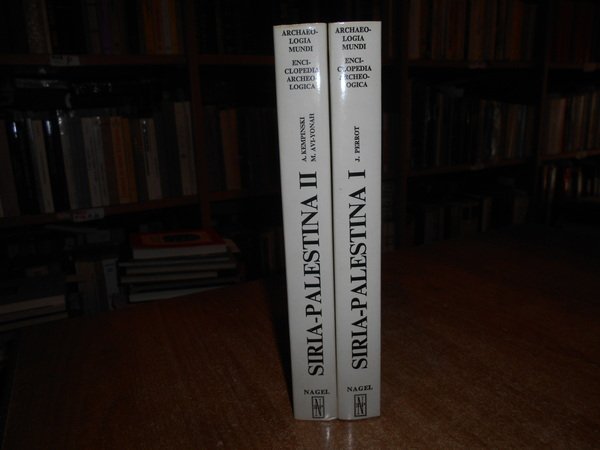 ARCHAEO-
LOGIA
MUNDI
ENCI-
CLOPEDIA
ARCHEO-
LOGICA
A. KEMPINSKI
M. AVI-YONAH
SIRIA-PALESTINA II
NAGEL
ARCHAEO-
LOGIA
MUNDI
ENCI-
CLOPEDIA
ARCHEO-
LOGICA
J. PERROT
SIRIA-PALESTINA I
NAGEL